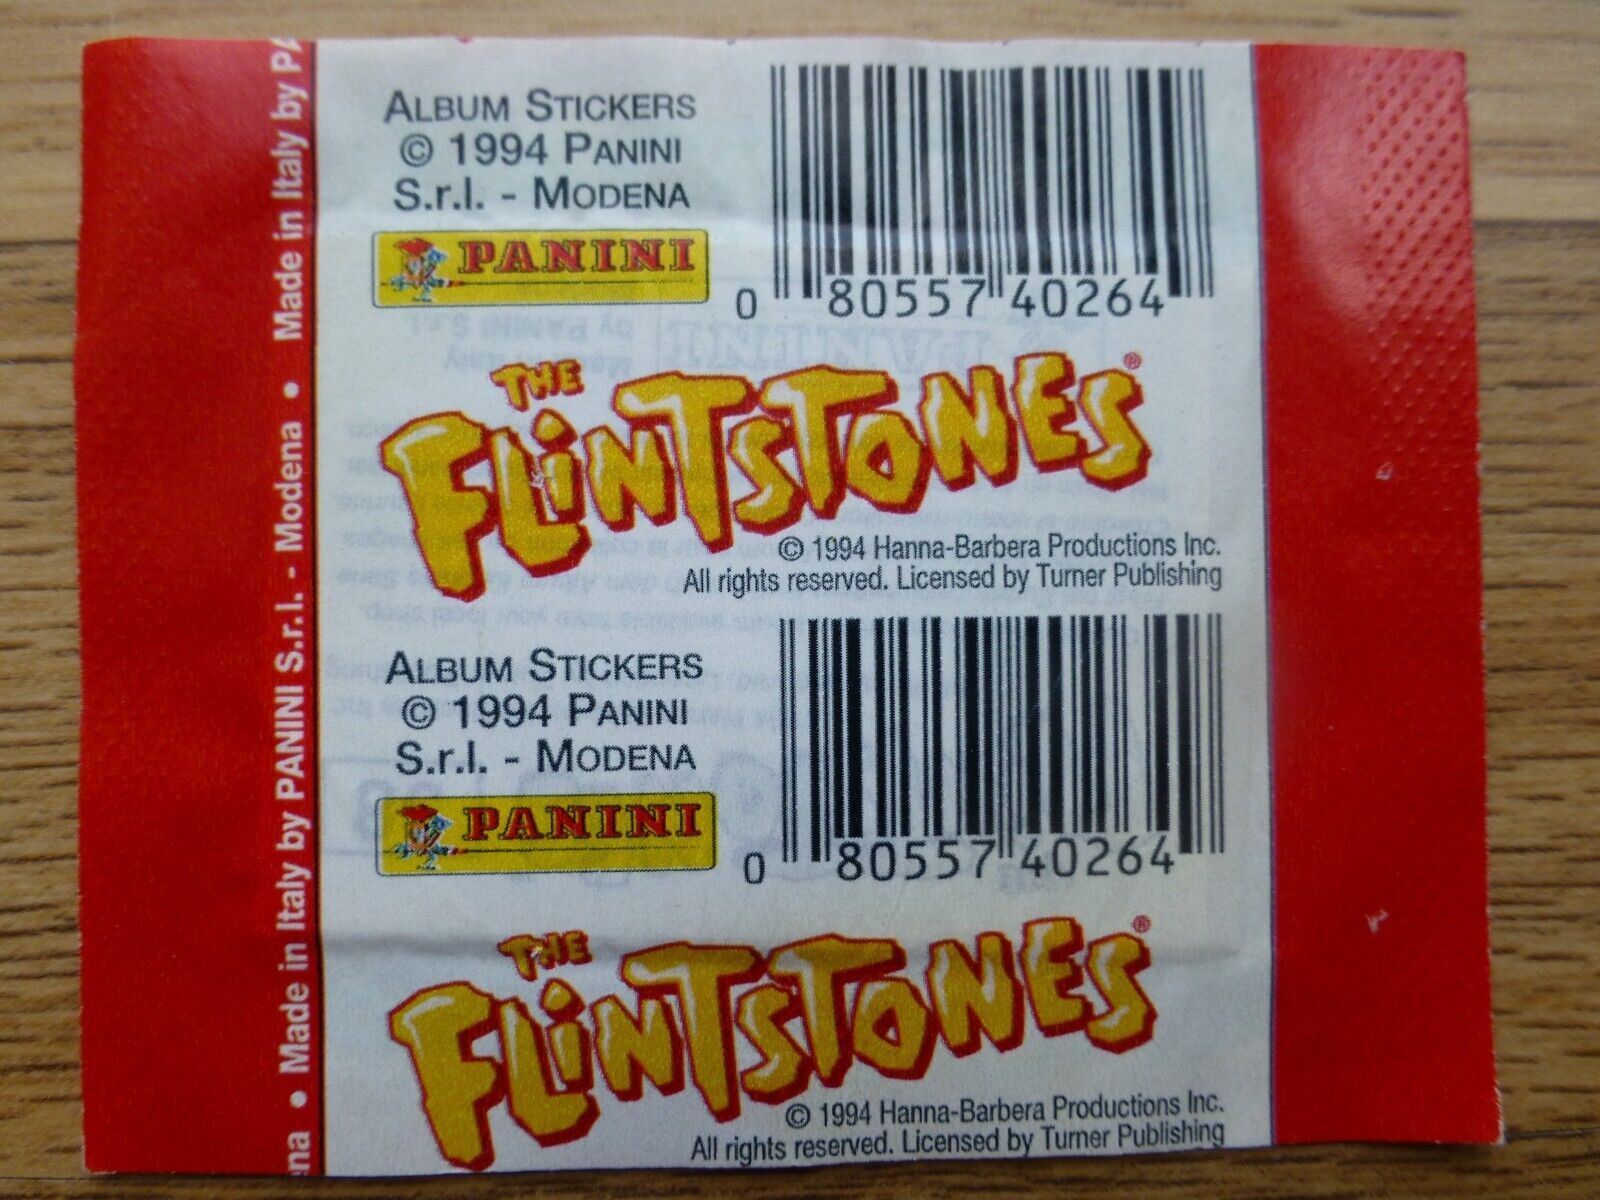 Made in Italy by PANINI S.r.l. - Modena • Made in Italy by PA
ena •
ALBUM STICKERS
© 1994 PANINI
S.r.l. - MODENA
PANINI
0 80557 40264
THE
FLINTSTONES®
© 1994 Hanna-Barbera Productions Inc.
All rights reserved. Licensed by Turner Publishing
ALBUM STICKERS
© 1994 PANINI
S.r.l. - MODENA
PANINI
0 80557 40264
THE
FLINTSTONES®
© 1994 Hanna-Barbera Productions Inc.
All rights reserved. Licensed by Turner Publishing